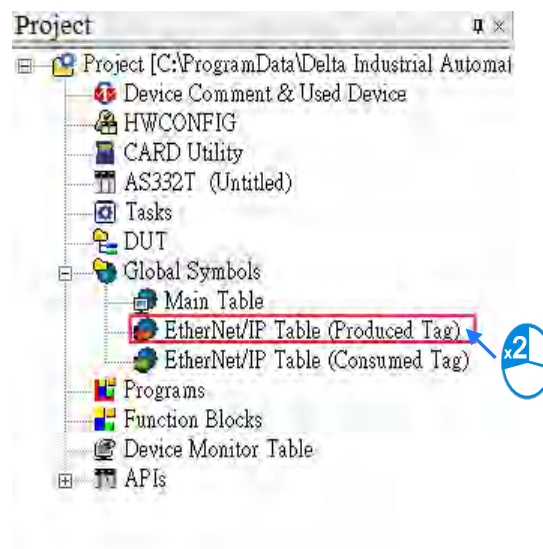 Project
Project [C:\ProgramData\Delta Industrial Automat
Device Comment & Used Device
HWCONFIG
CARD Utility
AS332T (Untitled)
Tasks
DUT
Global Symbols
Main Table
EtherNet/IP Table (Produced Tag)
x2
EtherNet/IP Table (Consumed Tag)
Programs
Function Blocks
Device Monitor Table
APIs